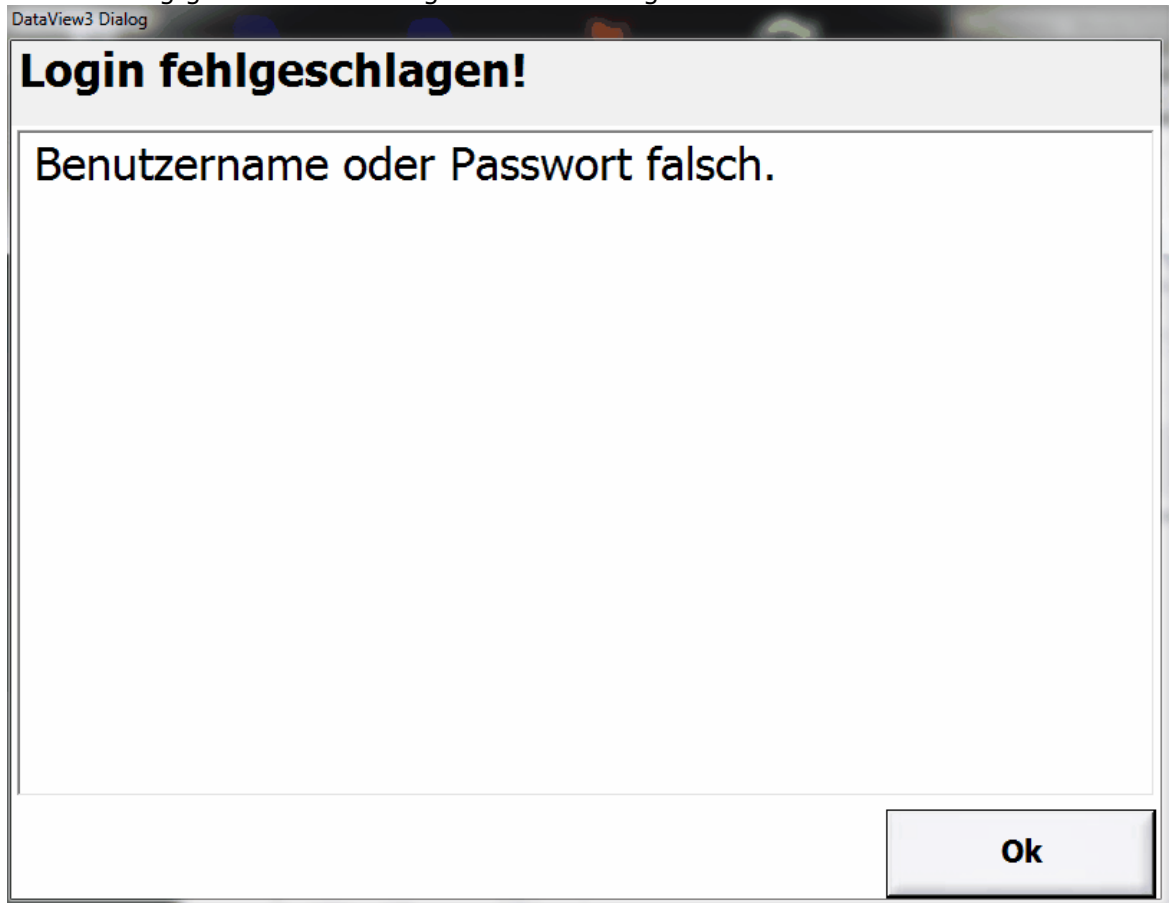 DataView3 Dialog
Login fehlgeschlagen!
Benutzername oder Passwort falsch.
Ok